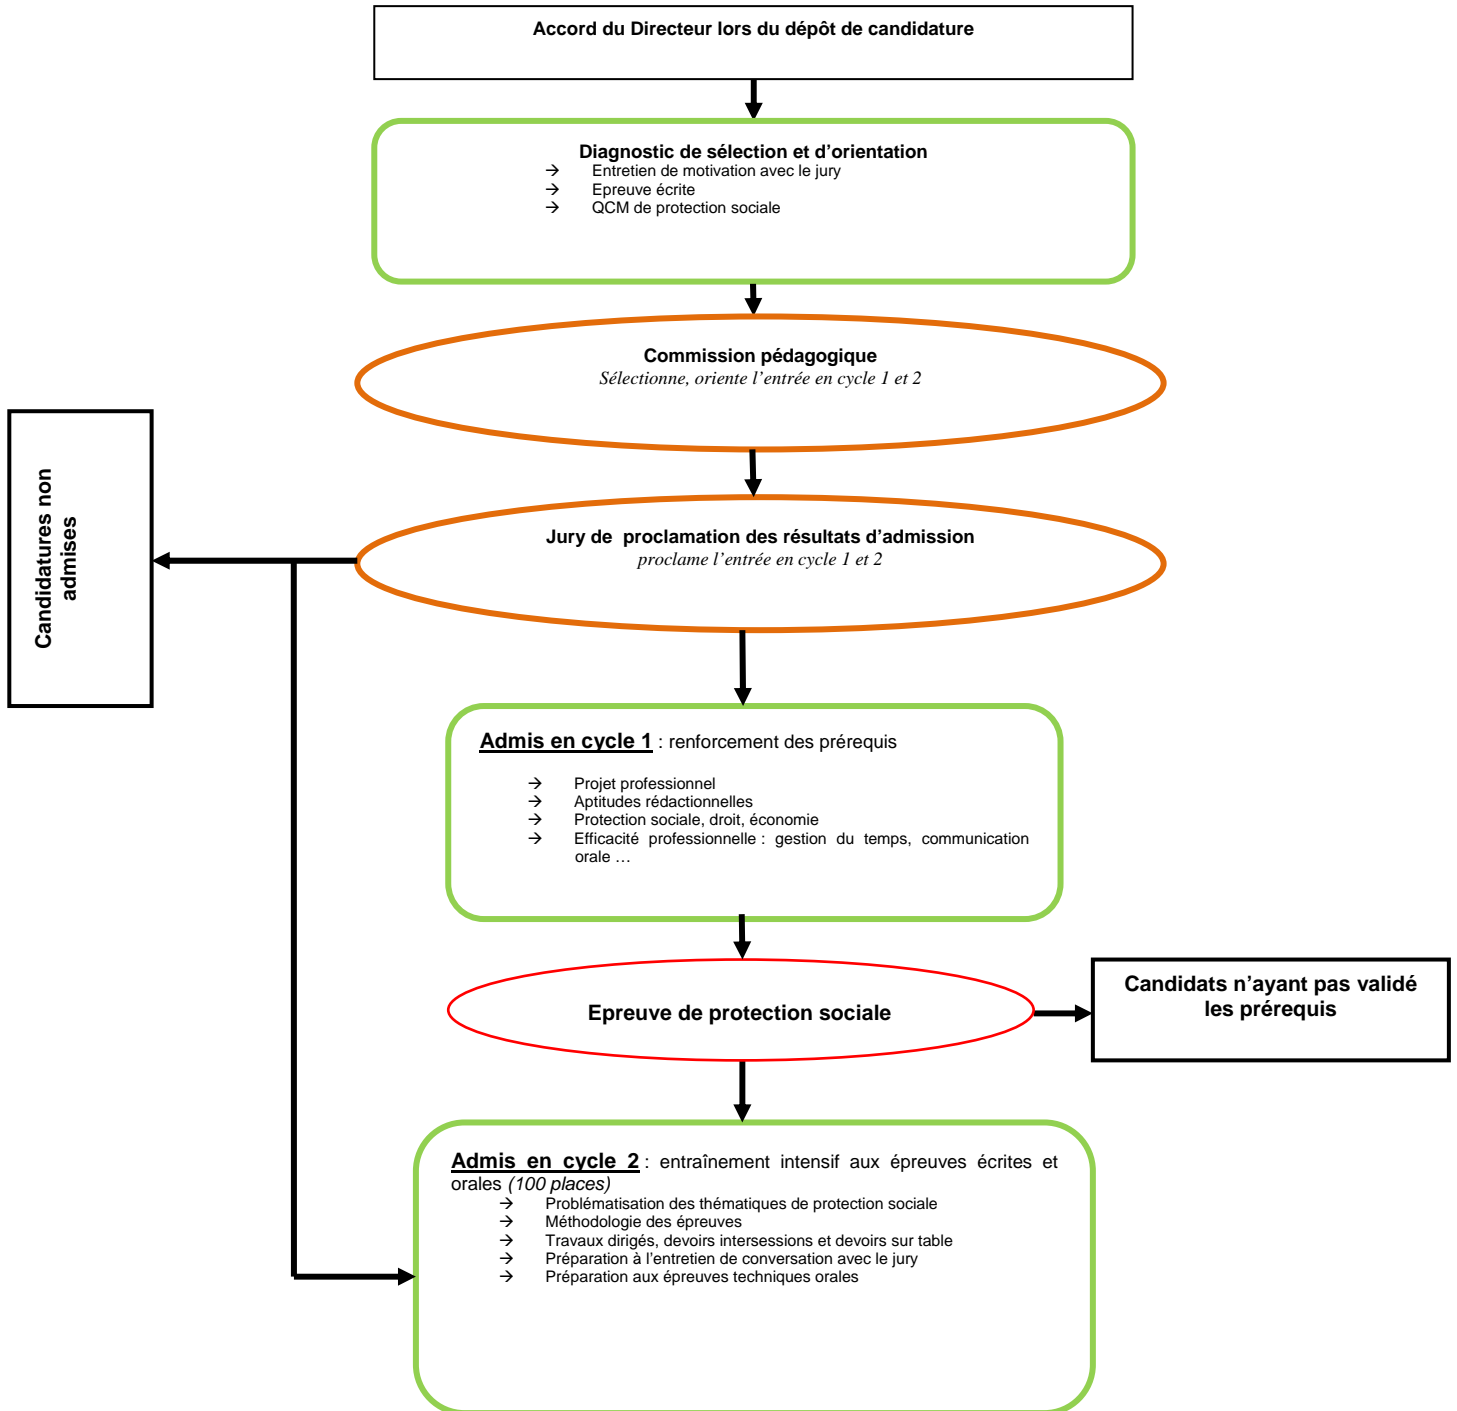 Accord du Directeur lors du dépôt de candidature
Diagnostic de sélection et d’orientation
→ Entretien de motivation avec le jury
→ Epreuve écrite
→ QCM de protection sociale
Commission pédagogique
Sélectionne, oriente l’entrée en cycle 1 et 2
Candidatures non
admises
Jury de proclamation des résultats d’admission
proclame l’entrée en cycle 1 et 2
Admis en cycle 1 : renforcement des prérequis
→ Projet professionnel
→ Aptitudes rédactionnelles
→ Protection sociale, droit, économie
→ Efficacité professionnelle : gestion du temps, communication
orale …
Epreuve de protection sociale
Candidats n’ayant pas validé
les prérequis
Admis en cycle 2 : entraînement intensif aux épreuves écrites et
orales (100 places)
→ Problématisation des thématiques de protection sociale
→ Méthodologie des épreuves
→ Travaux dirigés, devoirs intersessions et devoirs sur table
→ Préparation à l’entretien de conversation avec le jury
→ Préparation aux épreuves techniques orales